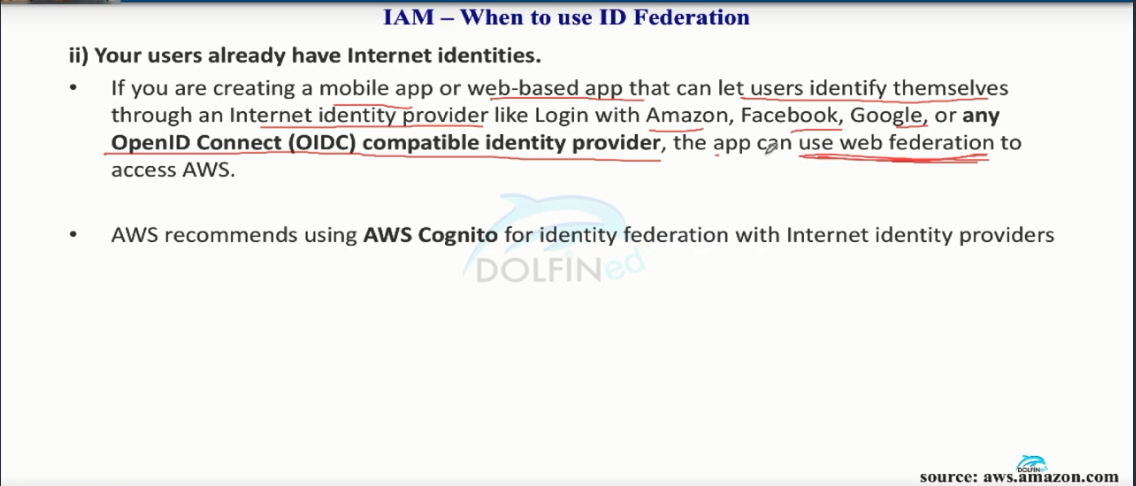 IAM – When to use ID Federation
ii) Your users already have Internet identities.
• If you are creating a mobile app or web-based app that can let users identify themselves
through an Internet identity provider like Login with Amazon, Facebook, Google, or any
OpenID Connect (OIDC) compatible identity provider, the app can use web federation to
access AWS.
• AWS recommends using AWS Cognito for identity federation with Internet identity providers
DOLFINed
DOLFINed
source: aws.amazon.com